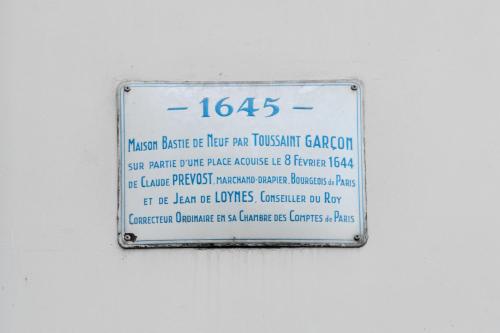 — 1645 —
Maison Bastie de Neuf par Toussaint GARÇON
sur partie d'une place acquise le 8 Février 1644
de Claude PREVOST, marchand-drapier, Bourgeois de Paris
et de Jean de LOYNES, Conseiller du Roy
Correcteur Ordinaire en sa Chambre des Comptes de Paris